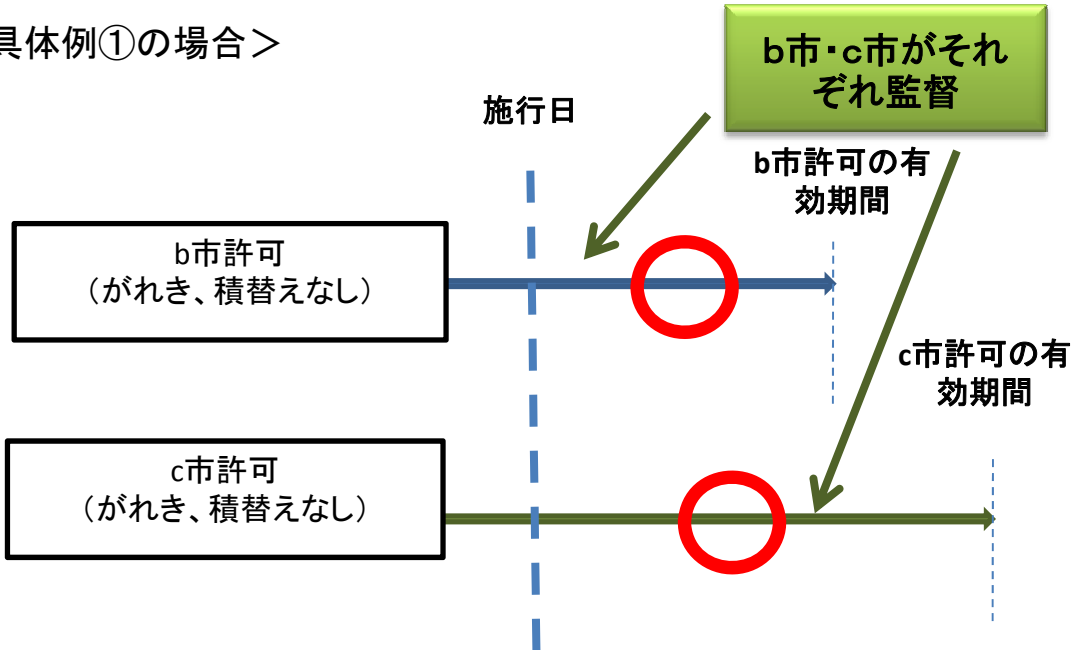 具体例①の場合＞
b市・c市がそれ
ぞれ監督
施行日
b市許可の有
効期間
b市許可
（がれき、積替えなし）
c市許可の有
効期間
c市許可
（がれき、積替えなし）